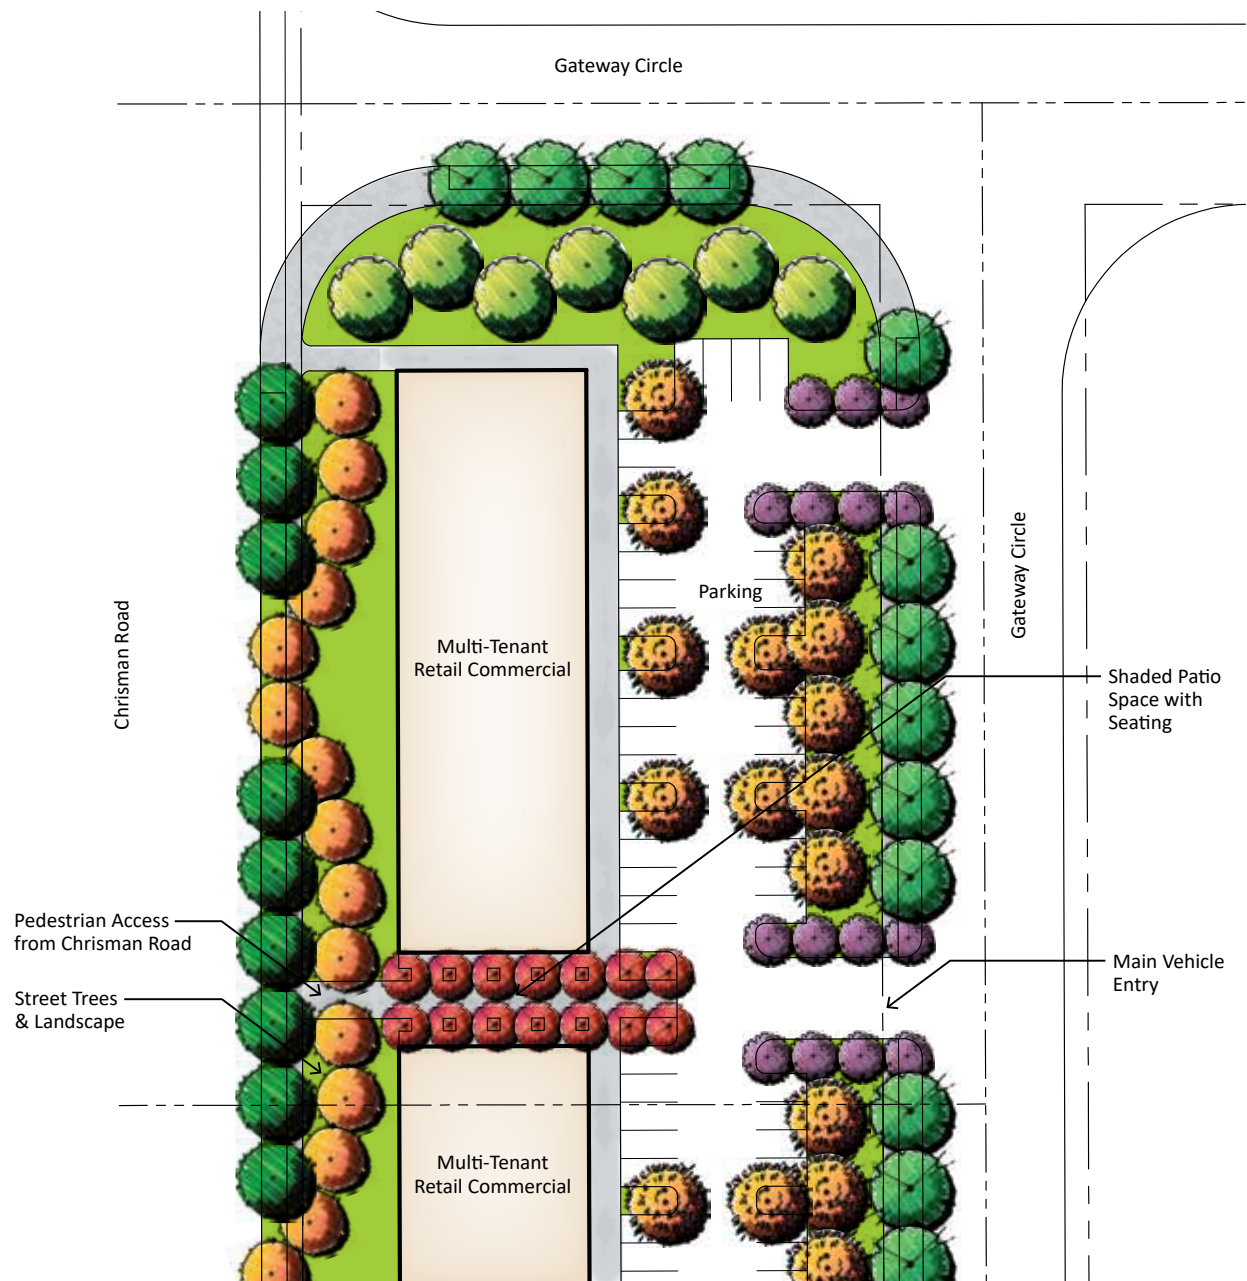 Gateway Circle
Gateway Circle
Parking
Chrisman Road
Multi-Tenant
Retail Commercial
Shaded Patio
Space with
Seating
Pedestrian Access
from Chrisman Road
Main Vehicle
Entry
Street Trees
& Landscape
Multi-Tenant
Retail Commercial